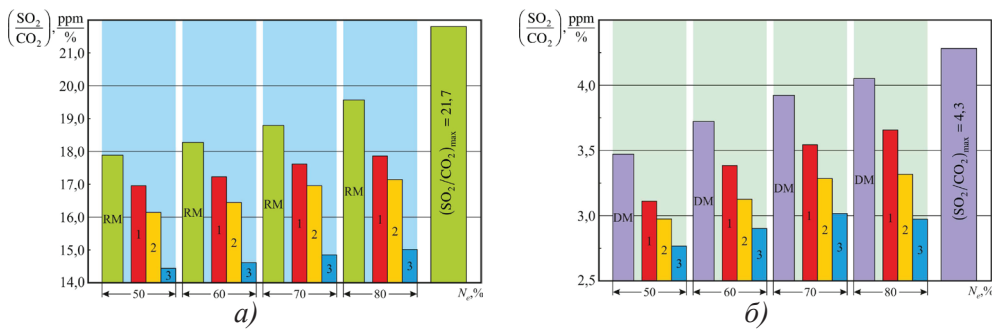 (SO₂/CO₂), ppm/%
22,0
21,0
20,0
19,0
18,0
17,0
16,0
15,0
14,0
RM
1
2
3
RM
1
2
3
RM
1
2
3
RM
1
2
3
(SO₂/CO₂)max = 21,7
50
60
70
80
Nₑ,%
а)
(SO₂/CO₂), ppm/%
4,0
3,5
3,0
2,5
DM
1
2
3
DM
1
2
3
DM
1
2
3
DM
1
2
3
(SO₂/CO₂)max = 4,3
50
60
70
80
Nₑ,%
б)